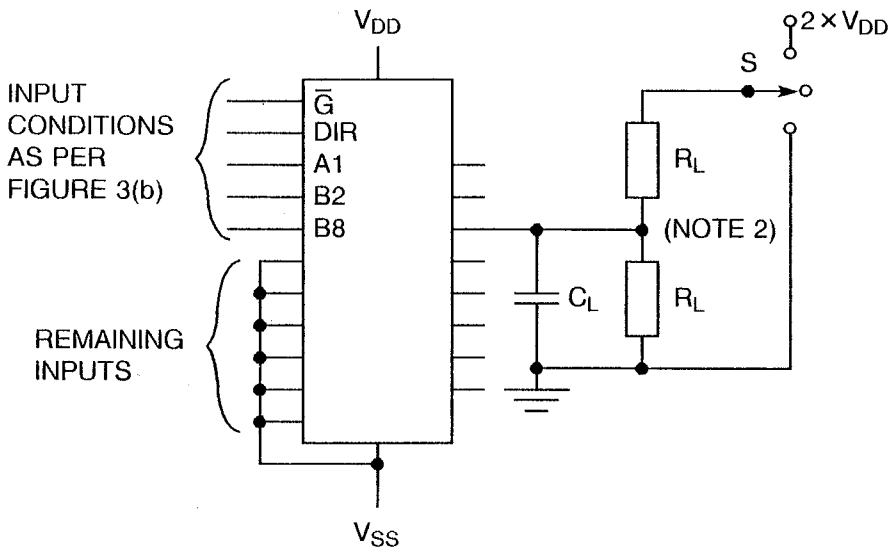 V_DD
2 × V_DD
S
INPUT
CONDITIONS
AS PER
FIGURE 3(b)
G̅
DIR
A1
B2
B8
R_L
(NOTE 2)
C_L
R_L
REMAINING
INPUTS
V_SS